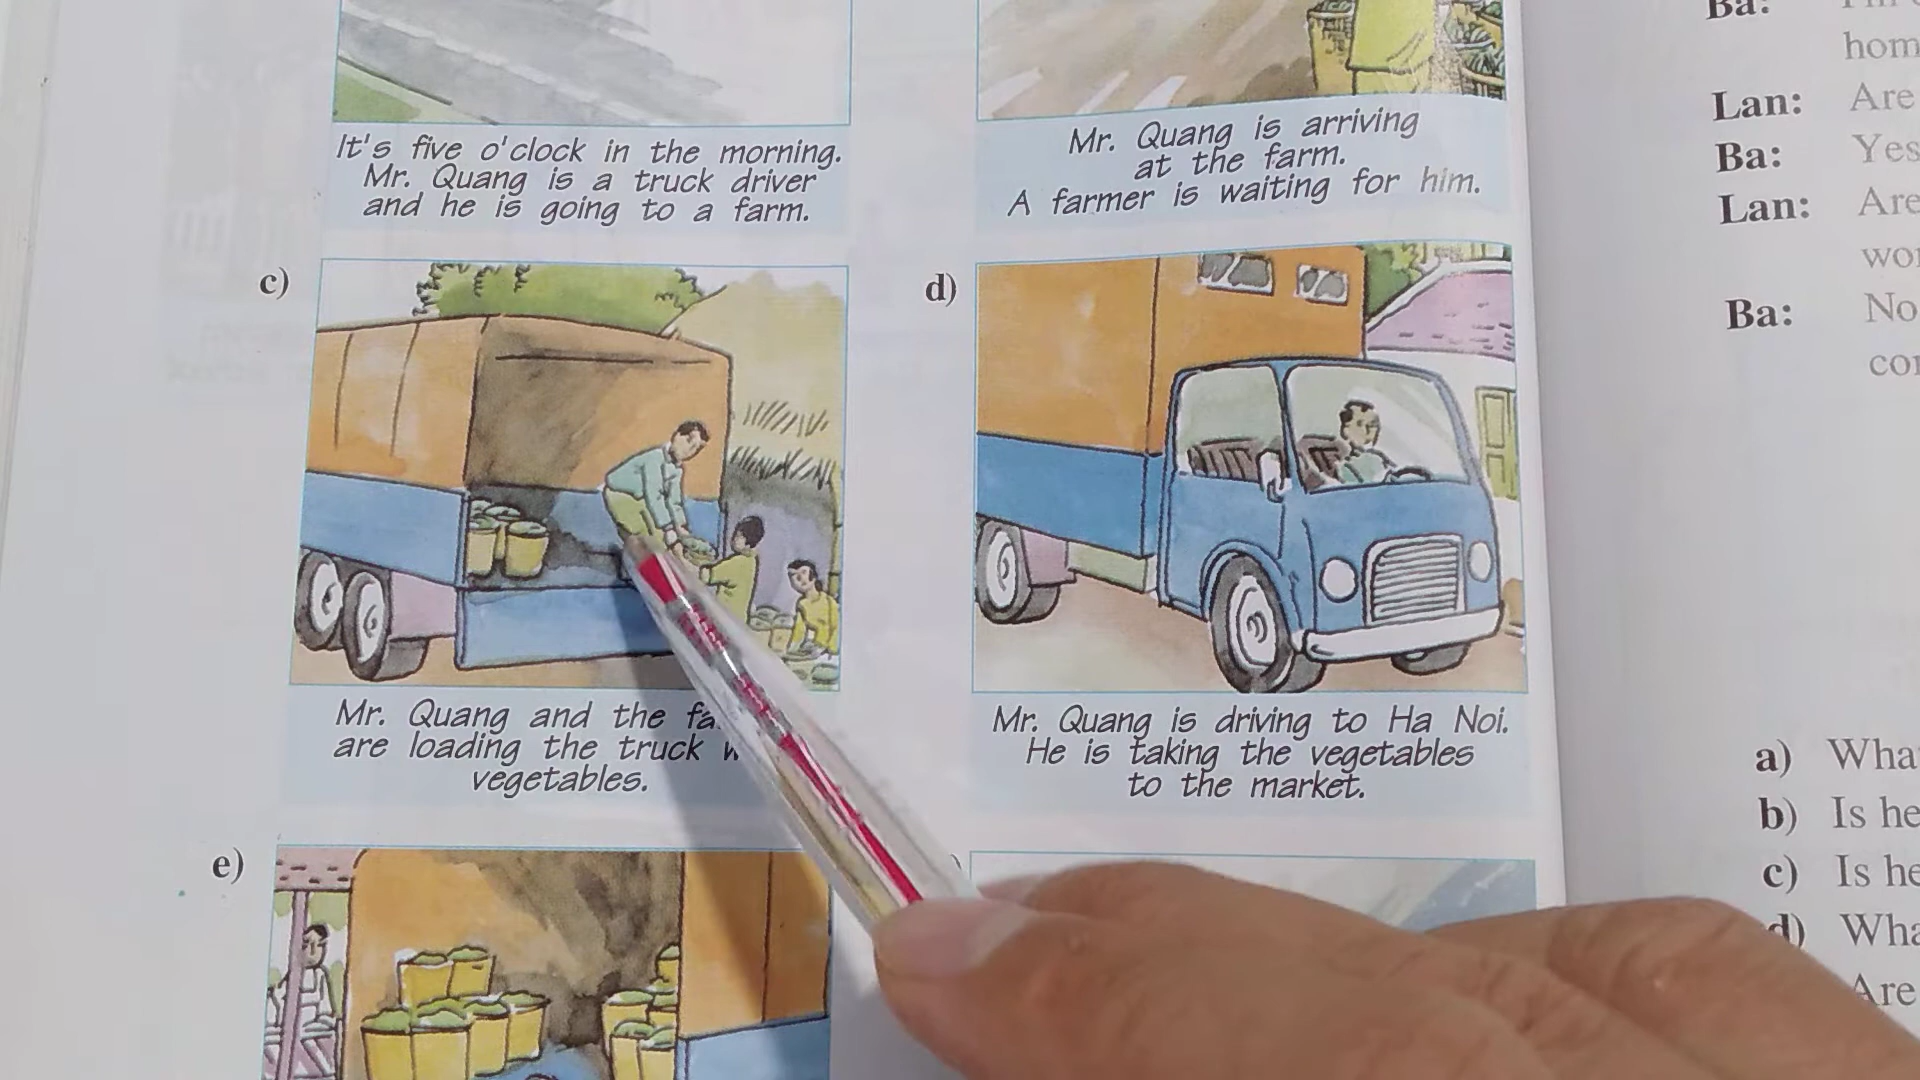 It's five o'clock in the morning.
Mr. Quang is a truck driver
and he is going to a farm.
Mr. Quang is arriving
at the farm.
A farmer is waiting for him.
c)
Mr. Quang and the
are loading the truck
vegetables.
d)
Mr. Quang is driving to Ha Noi.
He is taking the vegetables
to the market.
e)
Ba:
hom
Lan: Are
Ba: Yes
Lan: Are
Ba: No
a)
b) Is he
c) Is he
d)
Are